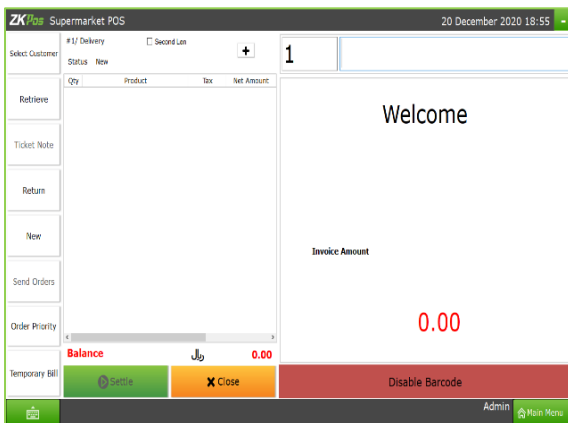 ZKPos Supermarket POS 20 December 2020 18:55 -
Select Customer
#1/ Delivery Second Lan +
Status New
1
Qty Product Tax Net Amount
Retrieve
Welcome
Ticket Note
Return
New
Invoice Amount
Send Orders
Order Priority
0.00
Balance ﷼ 0.00
Temporary Bill
Settle X Close
Disable Barcode
Admin Main Menu